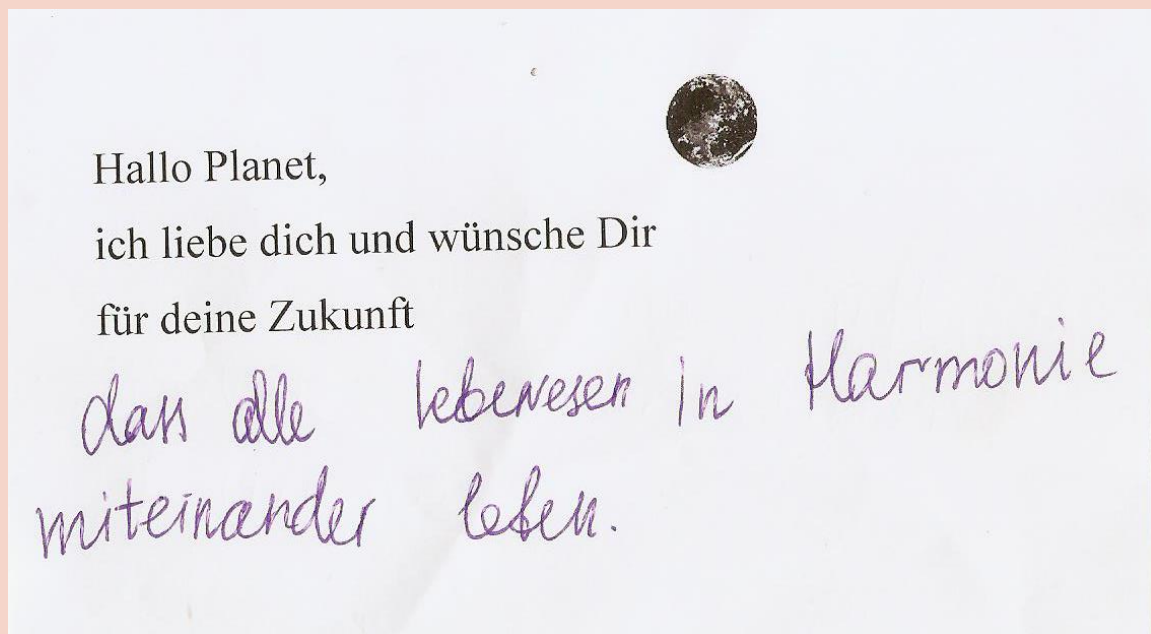 Hallo Planet,
ich liebe dich und wünsche Dir
für deine Zukunft
dass alle lebewesen in Harmonie
miteinander leben.